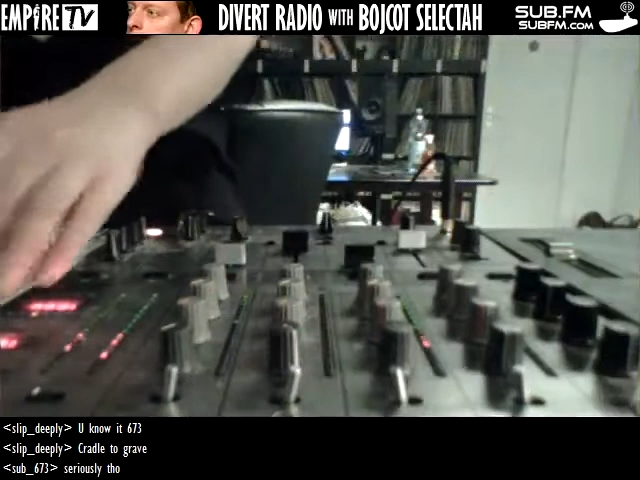 EMPIRE TV
DIVERT RADIO WITH BOJCOT SELECTAH
SUB.FM
SUBFM.COM
<slip_deeply> U know it 673
<slip_deeply> Cradle to grave
<sub_673> seriously tho